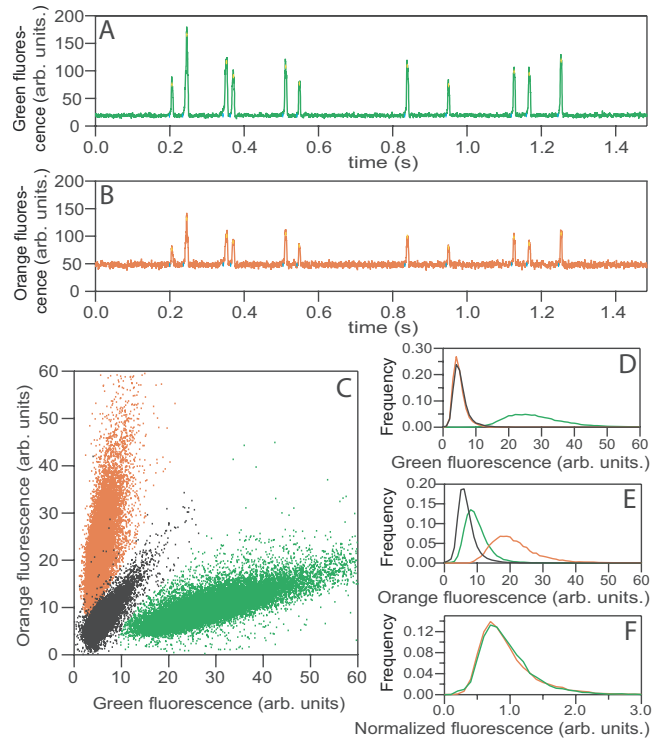 A
Green fluores-
cence (arb. units.)
200
150
100
50
0
0.0 0.2 0.4 0.6 0.8 1.0 1.2 1.4
time (s)
B
Orange fluores-
cence (arb. units.)
200
150
100
50
0
0.0 0.2 0.4 0.6 0.8 1.0 1.2 1.4
time (s)
C
Orange fluorescence (arb. units)
60
50
40
30
20
10
0
0 10 20 30 40 50 60
Green fluorescence (arb. units)
D
Frequency
0.30
0.20
0.10
0.00
0 10 20 30 40 50 60
Green fluorescence (arb. units.)
E
Frequency
0.20
0.15
0.10
0.05
0.00
0 10 20 30 40 50 60
Orange fluorescence (arb. units.)
F
Frequency
0.12
0.08
0.04
0.00
0.0 1.0 2.0 3.0
Normalized fluorescence (arb. units.)